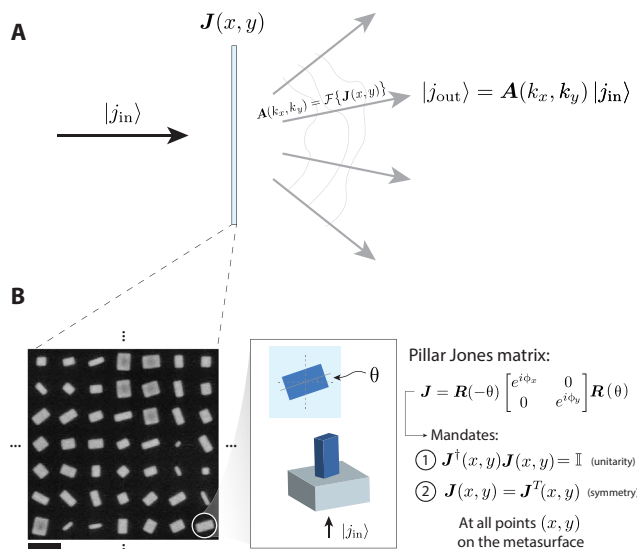 A
J(x, y)
|j_in⟩
A(k_x, k_y) = ℱ{J(x, y)}
|j_out⟩ = A(k_x, k_y) |j_in⟩
B
θ
|j_in⟩
Pillar Jones matrix:
J = R(-θ) [e^{iϕ_x} 0
0 e^{iϕ_y}] R(θ)
Mandates:
① J†(x, y)J(x, y) = 𝕀 (unitarity)
② J(x, y) = J^T(x, y) (symmetry)
At all points (x, y)
on the metasurface